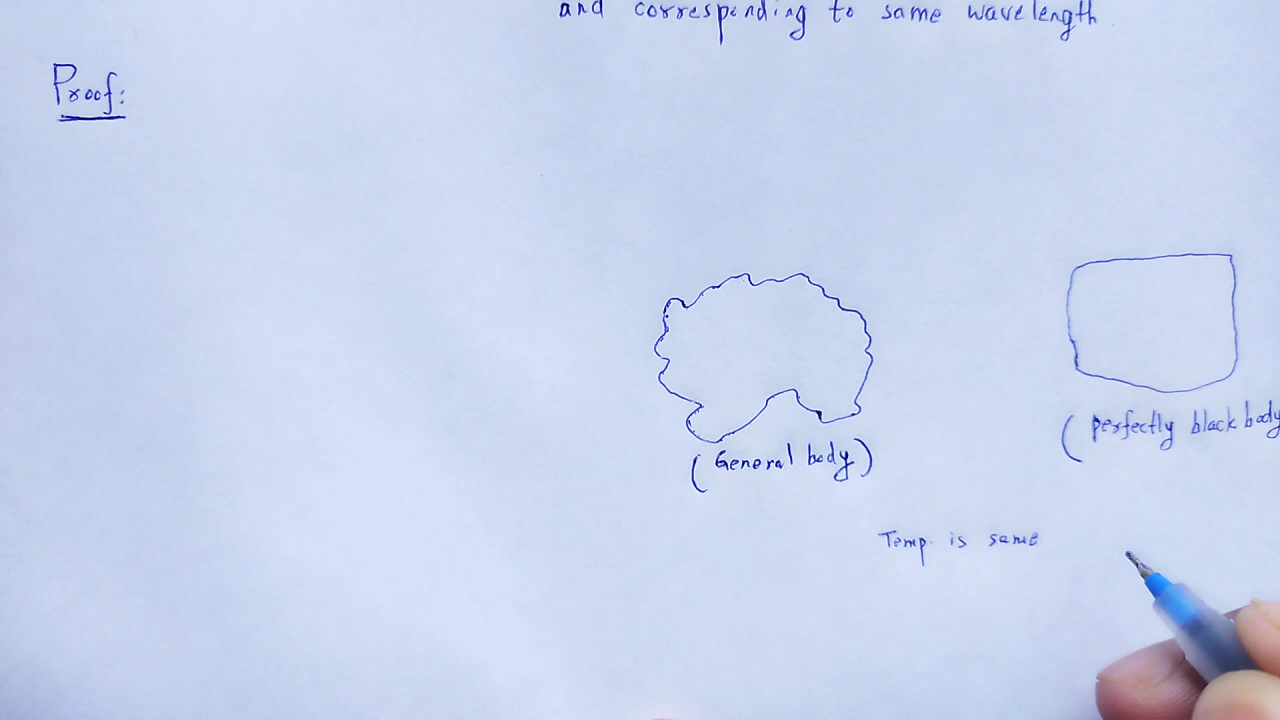 and corresponding to same wavelength
Proof:
(General body)
(perfectly black body
Temp. is same